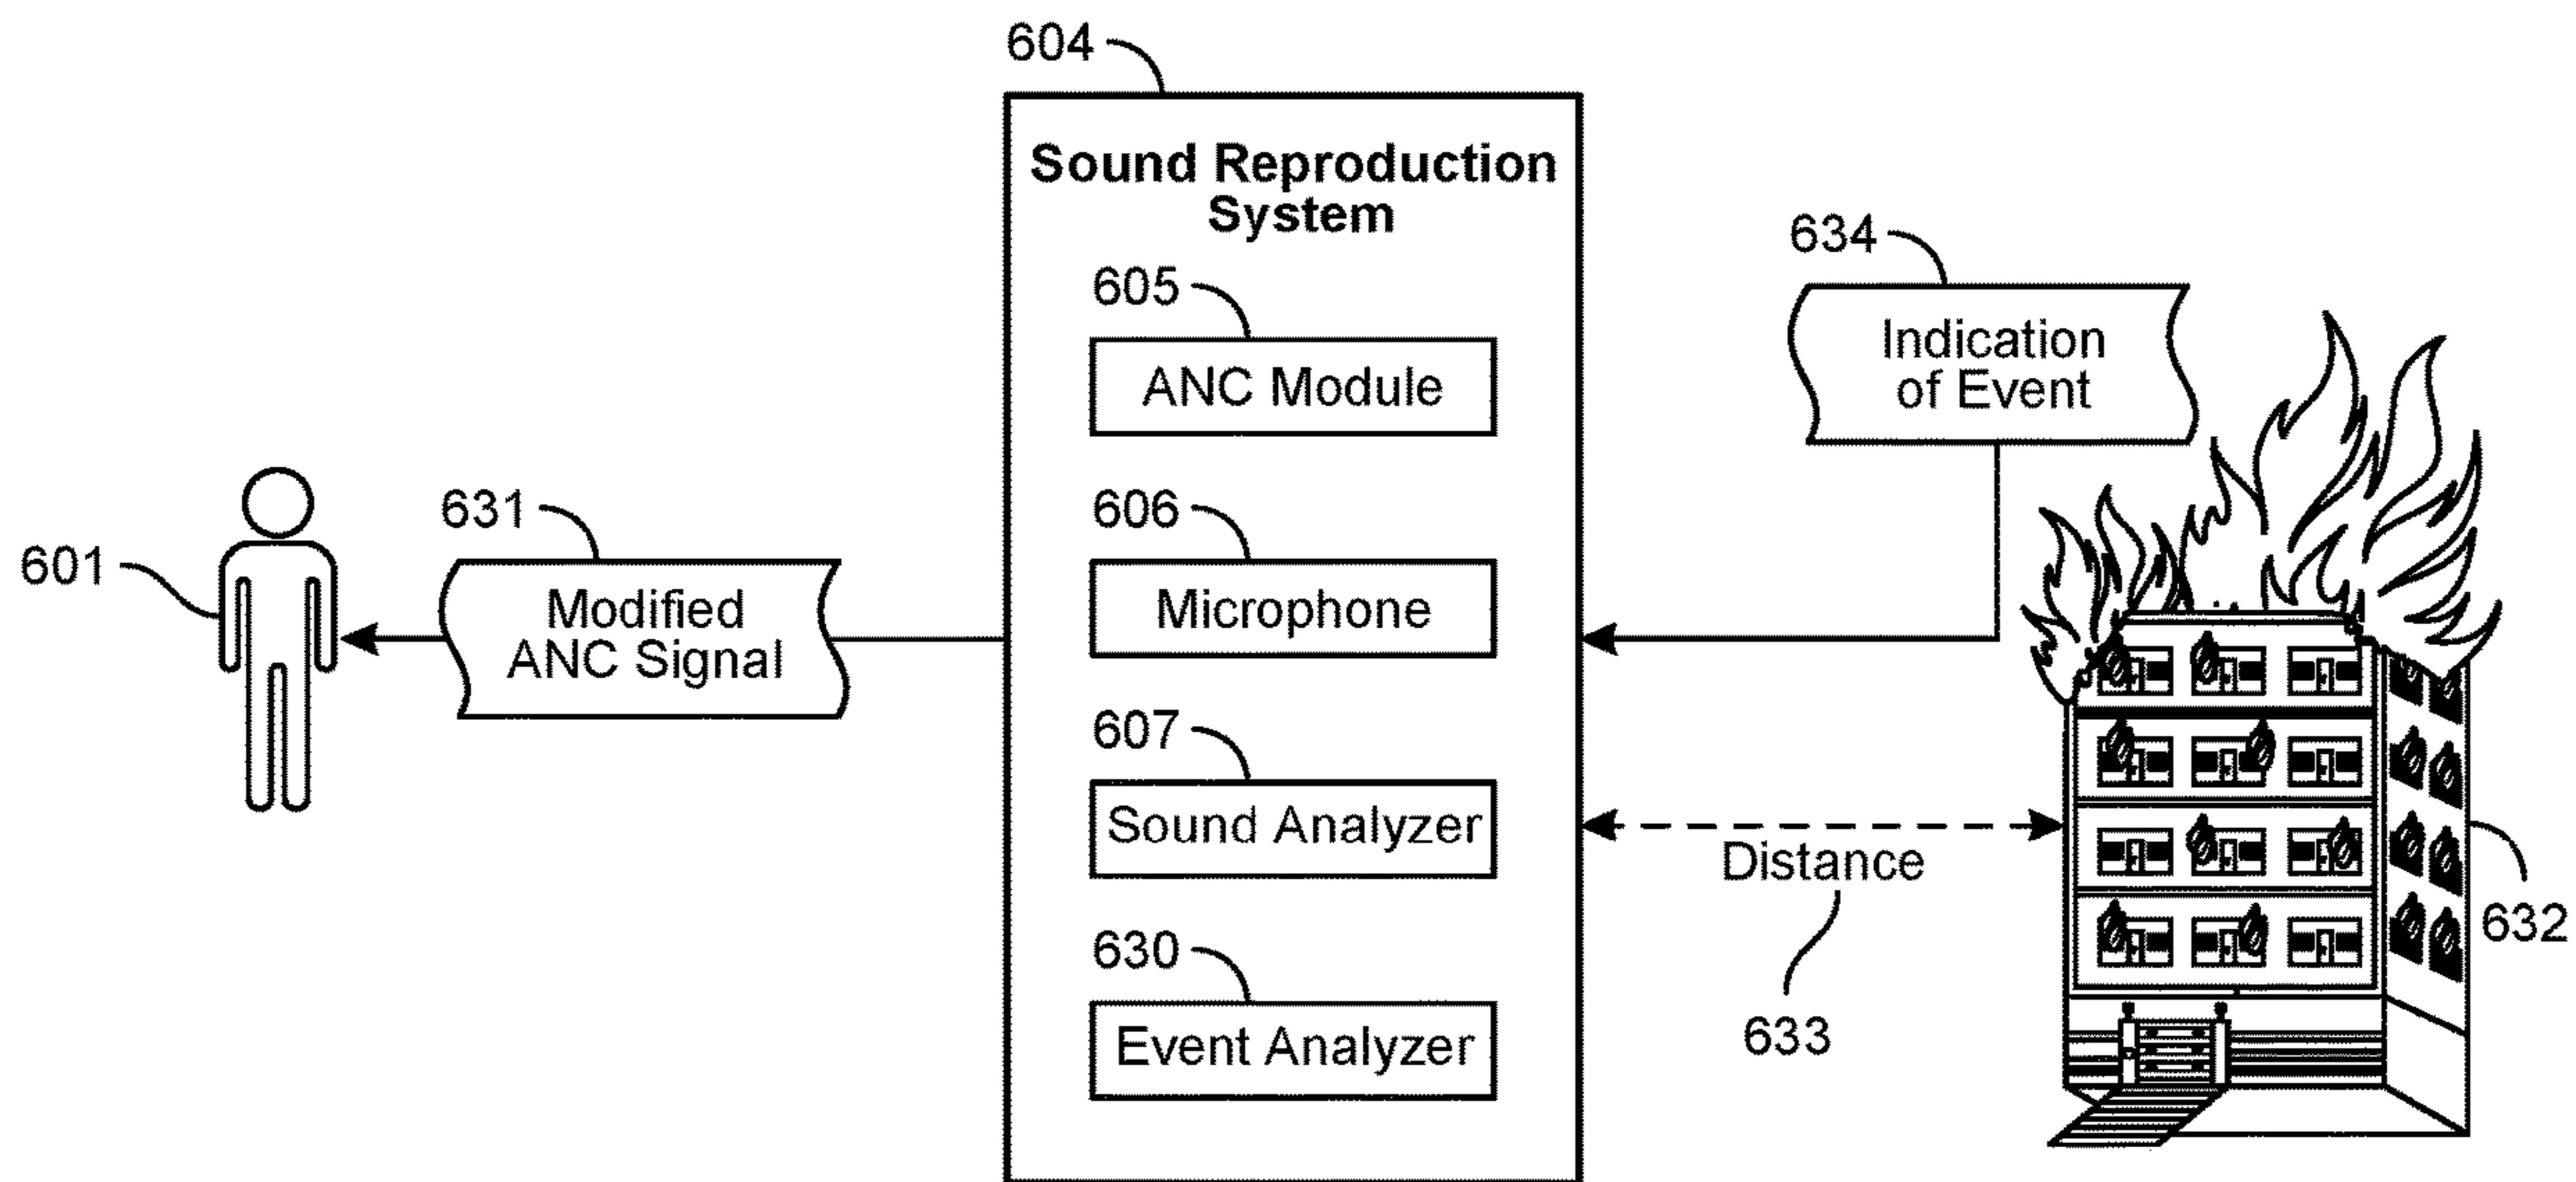 604
Sound Reproduction
System
605
ANC Module
606
Microphone
607
Sound Analyzer
630
Event Analyzer
601
631
Modified
ANC Signal
634
Indication
of Event
Distance
633
632